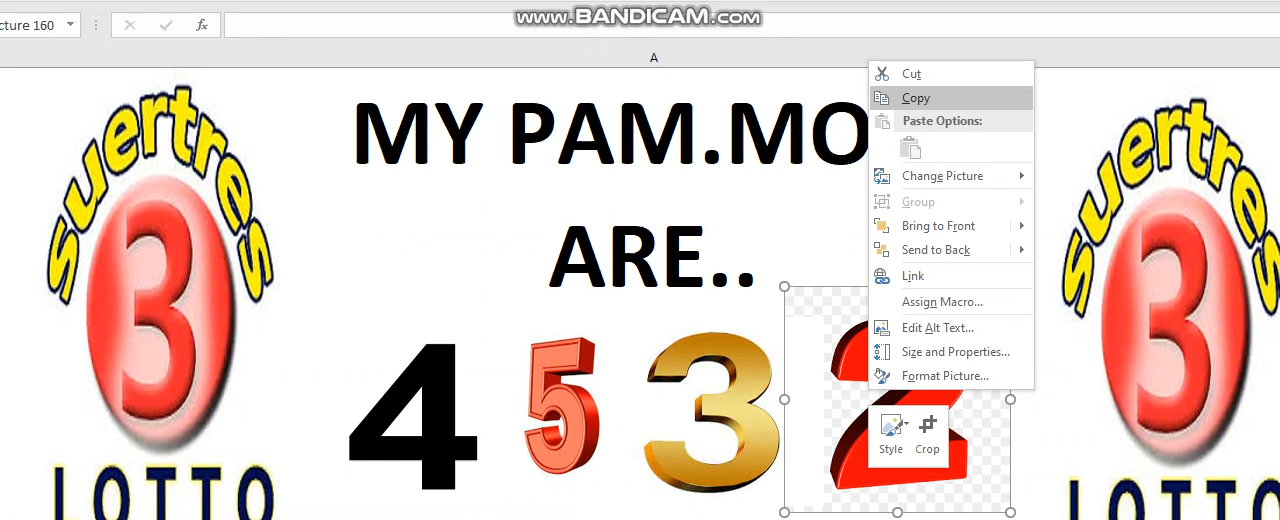 www.BANDICAM.com
cture 160
fx
A
suertres
3
LOTTO
MY PAM.MO
ARE..
4 5 3 2
Cut
Copy
Paste Options:
Change Picture
Group
Bring to Front
Send to Back
Link
Assign Macro...
Edit Alt Text...
Size and Properties...
Format Picture...
Style
Crop
suertres
3
LOTTO